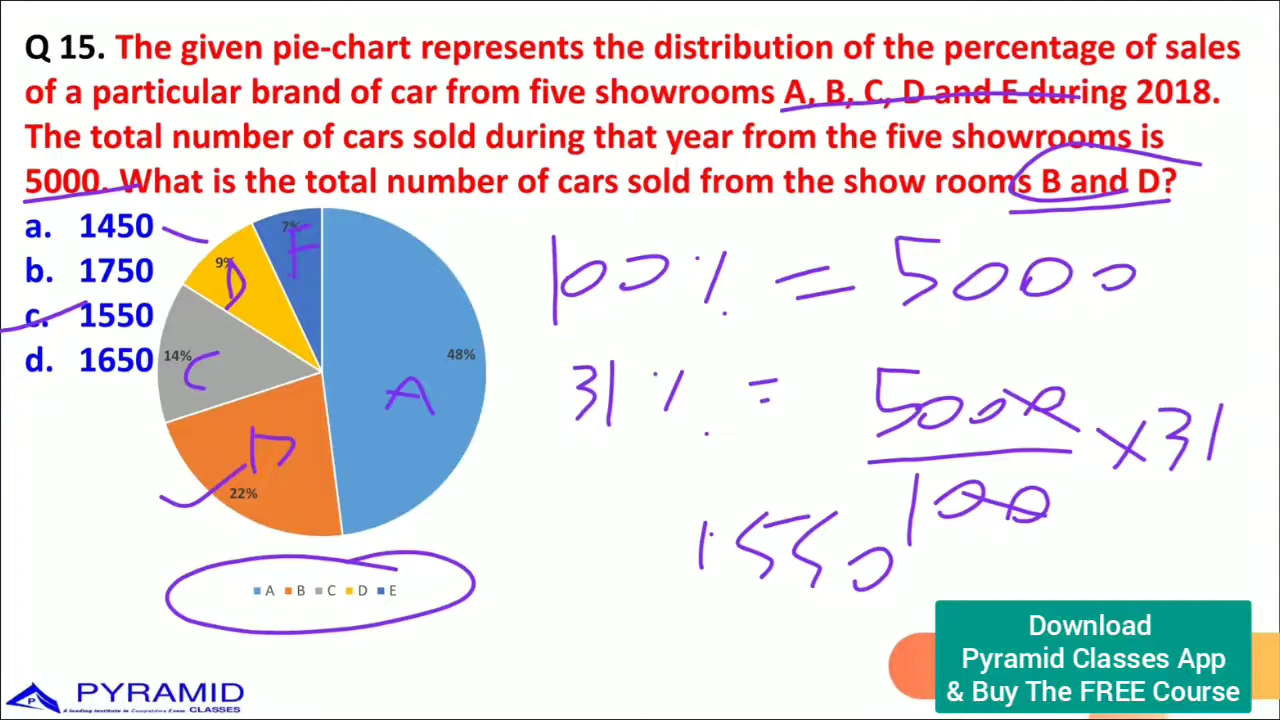 Q 15. The given pie-chart represents the distribution of the percentage of sales
of a particular brand of car from five showrooms A, B, C, D and E during 2018.
The total number of cars sold during that year from the five showrooms is
5000. What is the total number of cars sold from the show rooms B and D?
a. 1450
b. 1750
c. 1550
d. 1650
7%
9%
D
14%
C
48%
A
22%
A B C D E
100% = 5000
31% = 5000 × 31
100
1550
PYRAMID
CLASSES
Download
Pyramid Classes App
& Buy The FREE Course